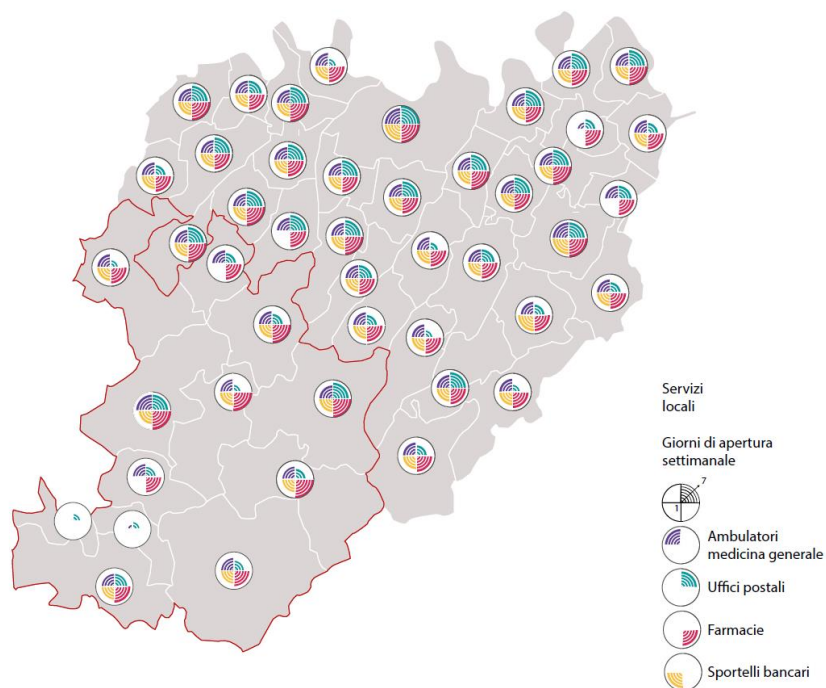 Servizi
locali
Giorni di apertura
settimanale
7
1
Ambulatori
medicina generale
Uffici postali
Farmacie
Sportelli bancari